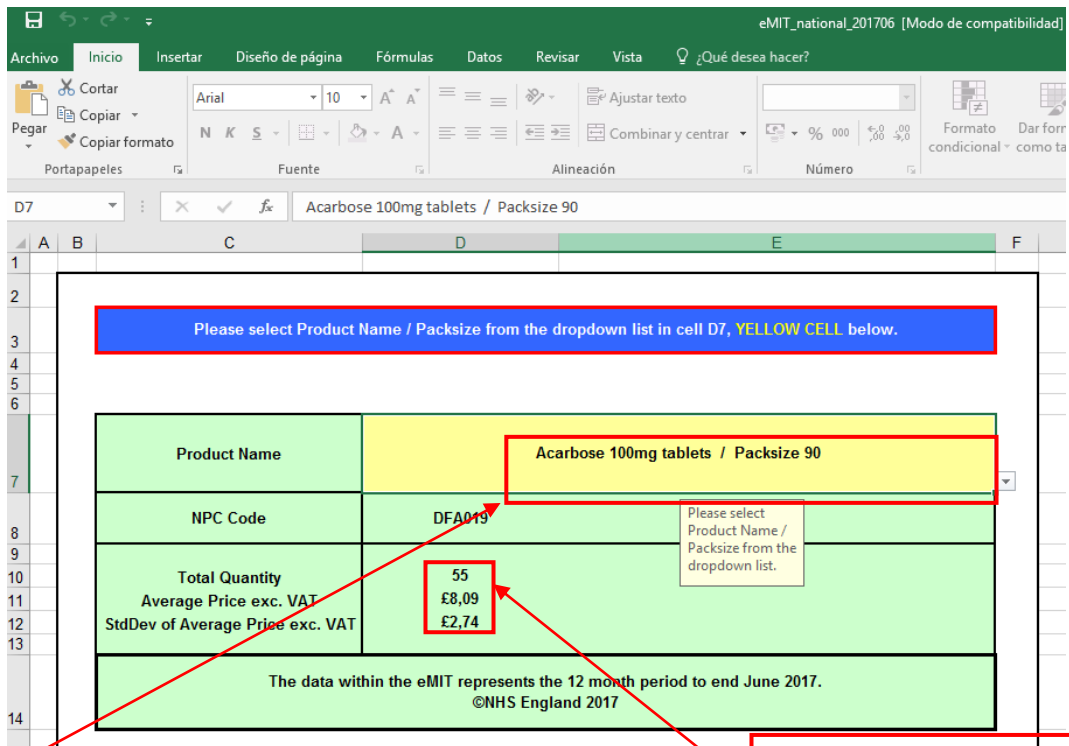 eMIT_national_201706 [Modo de compatibilidad]
Archivo Inicio Insertar Diseño de página Fórmulas Datos Revisar Vista ¿Qué desea hacer?
Pegar
Cortar
Copiar
Copiar formato
Portapapeles
Arial 10 A A
N K S A
Fuente
Ajustar texto
Combinar y centrar
Alineación
% 000 ,00 ,0
Número
Formato condicional
Dar form
como ta
D7 fx Acarbose 100mg tablets / Packsize 90
A B C D E F
1
2
3 Please select Product Name / Packsize from the dropdown list in cell D7, YELLOW CELL below.
4
5
6
7 Product Name Acarbose 100mg tablets / Packsize 90
8 NPC Code DFA019
Please select
Product Name /
Packsize from the
dropdown list.
9
10 Total Quantity 55
11 Average Price exc. VAT £8,09
12 StdDev of Average Price exc. VAT £2,74
13
The data within the eMIT represents the 12 month period to end June 2017.
©NHS England 2017
14